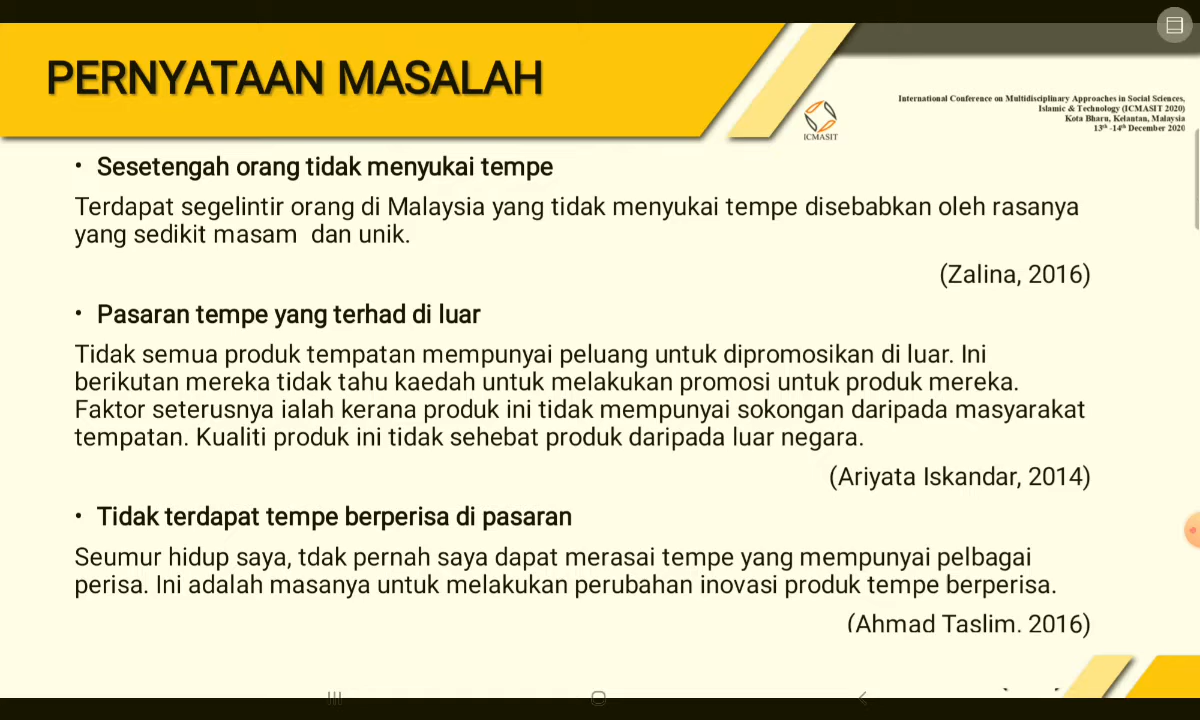 PERNYATAAN MASALAH
International Conference on Multidisciplinary Approaches in Social Sciences,
Islamic & Technology (ICMASIT 2020)
Kota Bharu, Kelantan, Malaysia
13th -14th December 2020
ICMASIT
• Sesetengah orang tidak menyukai tempe
Terdapat segelintir orang di Malaysia yang tidak menyukai tempe disebabkan oleh rasanya
yang sedikit masam dan unik.
(Zalina, 2016)
• Pasaran tempe yang terhad di luar
Tidak semua produk tempatan mempunyai peluang untuk dipromosikan di luar. Ini
berikutan mereka tidak tahu kaedah untuk melakukan promosi untuk produk mereka.
Faktor seterusnya ialah kerana produk ini tidak mempunyai sokongan daripada masyarakat
tempatan. Kualiti produk ini tidak sehebat produk daripada luar negara.
(Ariyata Iskandar, 2014)
• Tidak terdapat tempe berperisa di pasaran
Seumur hidup saya, tdak pernah saya dapat merasai tempe yang mempunyai pelbagai
perisa. Ini adalah masanya untuk melakukan perubahan inovasi produk tempe berperisa.
(Ahmad Taslim. 2016)